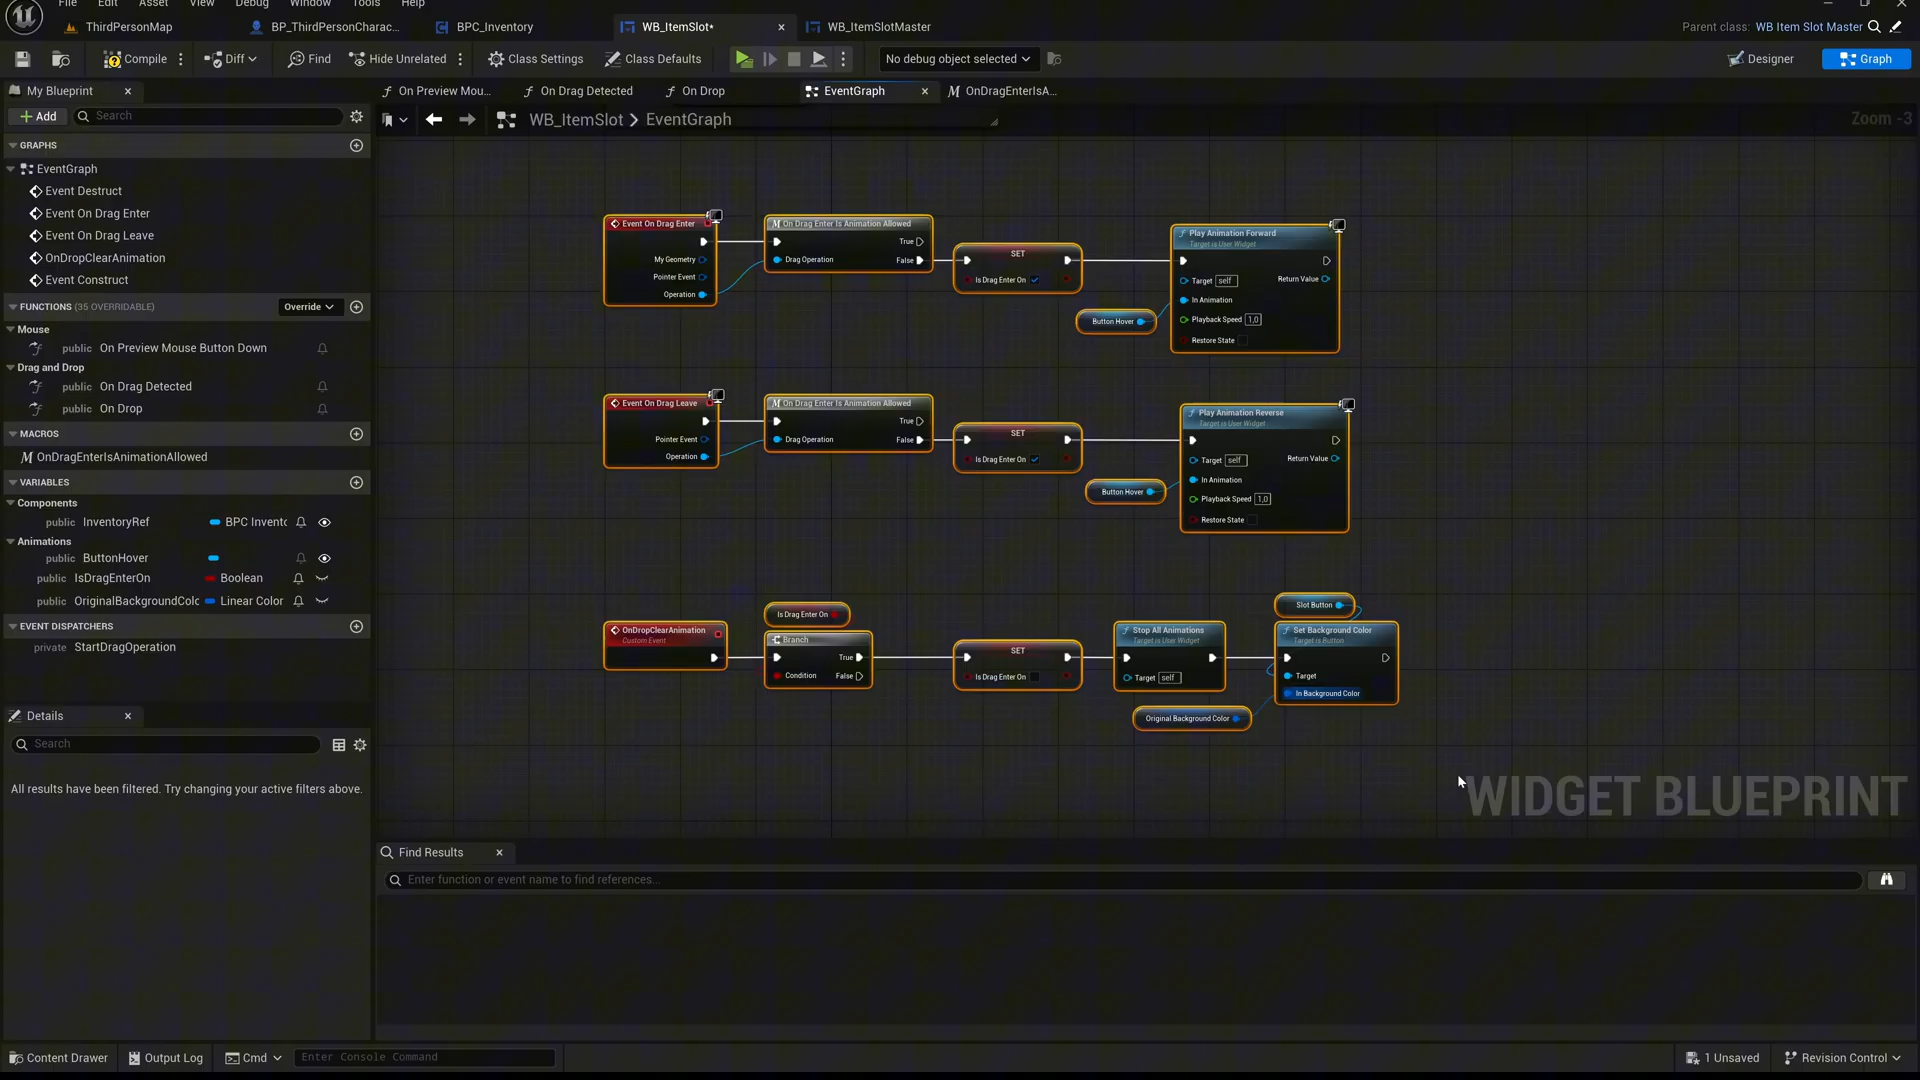 File Edit Asset View Debug Window Tools Help
ThirdPersonMap
BP_ThirdPersonCharac...
BPC_Inventory
WB_ItemSlot*
WB_ItemSlotMaster
Parent class: WB Item Slot Master
Compile
Diff
Find
Hide Unrelated
Class Settings
Class Defaults
No debug object selected
Designer
Graph
My Blueprint
On Preview Mou...
On Drag Detected
On Drop
EventGraph
OnDragEnterIsA...
Add
Search
WB_ItemSlot > EventGraph
Zoom -3
GRAPHS
EventGraph
Event Destruct
Event On Drag Enter
Event On Drag Leave
OnDropClearAnimation
Event Construct
FUNCTIONS (35 OVERRIDABLE)
Override
Mouse
public On Preview Mouse Button Down
Drag and Drop
public On Drag Detected
public On Drop
MACROS
OnDragEnterIsAnimationAllowed
VARIABLES
Components
public InventoryRef BPC Invento
Animations
public ButtonHover
public IsDragEnterOn Boolean
public OriginalBackgroundColo Linear Color
EVENT DISPATCHERS
private StartDragOperation
Details
Search
All results have been filtered. Try changing your active filters above.
Event On Drag Enter
My Geometry
Pointer Event
Operation
On Drag Enter Is Animation Allowed
True
Drag Operation False
SET
Is Drag Enter On
Button Hover
Play Animation Forward
Target is User Widget
Target self Return Value
In Animation
Playback Speed 1,0
Restore State
Event On Drag Leave
Pointer Event
Operation
On Drag Enter Is Animation Allowed
True
Drag Operation False
SET
Is Drag Enter On
Button Hover
Play Animation Reverse
Target is User Widget
Target self Return Value
In Animation
Playback Speed 1,0
Restore State
OnDropClearAnimation
Custom Event
Is Drag Enter On
Branch
True
Condition False
SET
Is Drag Enter On
Stop All Animations
Target is User Widget
Target self
Original Background Color
Slot Button
Set Background Color
Target is Button
Target
In Background Color
WIDGET BLUEPRINT
Find Results
Enter function or event name to find references...
Content Drawer
Output Log
Cmd
Enter Console Command
1 Unsaved
Revision Control